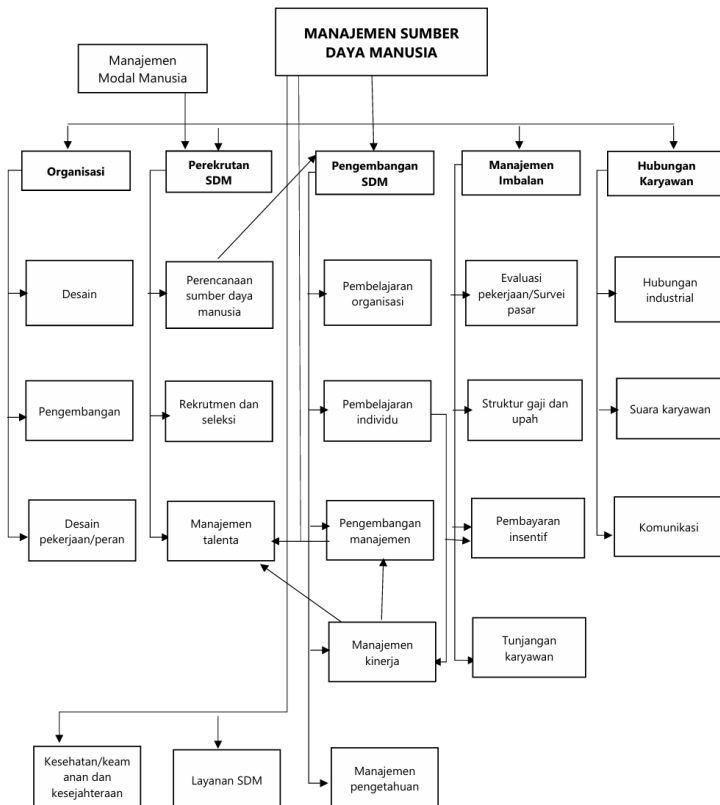 MANAJEMEN SUMBER
DAYA MANUSIA
Manajemen
Modal Manusia
Organisasi
Perekrutan
SDM
Pengembangan
SDM
Manajemen
Imbalan
Hubungan
Karyawan
Desain
Perencanaan
sumber daya
manusia
Pembelajaran
organisasi
Evaluasi
pekerjaan/Survei
pasar
Hubungan
industrial
Pengembangan
Rekrutmen dan
seleksi
Pembelajaran
individu
Struktur gaji dan
upah
Suara karyawan
Desain
pekerjaan/peran
Manajemen
talenta
Pengembangan
manajemen
Pembayaran
insentif
Komunikasi
Manajemen
kinerja
Tunjangan
karyawan
Kesehatan/keam
anan dan
kesejahteraan
Layanan SDM
Manajemen
pengetahuan